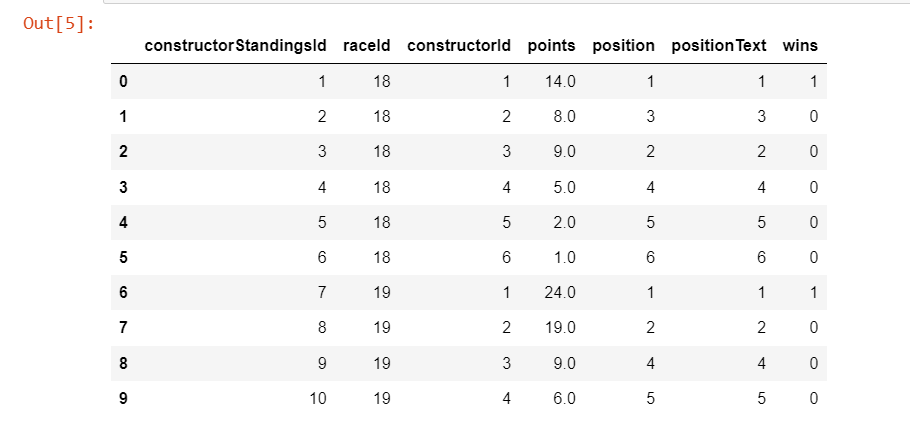 Out[5]:
constructorStandingsId raceId constructorId points position positionText wins
0 1 18 1 14.0 1 1 1
1 2 18 2 8.0 3 3 0
2 3 18 3 9.0 2 2 0
3 4 18 4 5.0 4 4 0
4 5 18 5 2.0 5 5 0
5 6 18 6 1.0 6 6 0
6 7 19 1 24.0 1 1 1
7 8 19 2 19.0 2 2 0
8 9 19 3 9.0 4 4 0
9 10 19 4 6.0 5 5 0